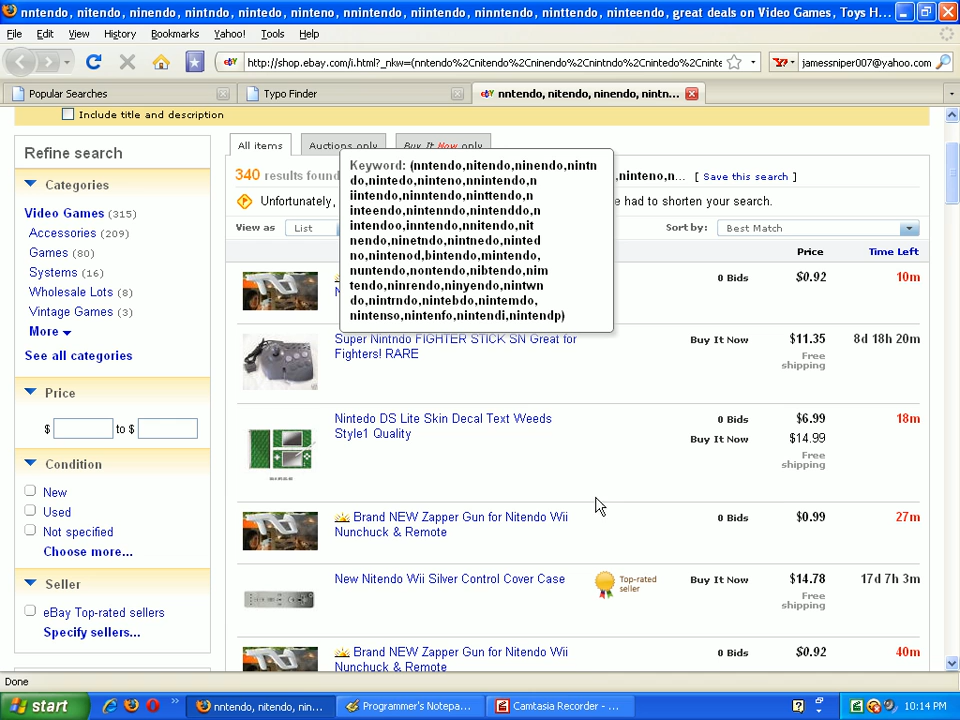 nntendo, nitendo, ninendo, nintndo, nintedo, ninteno, nnintendo, niintendo, ninntendo, ninttendo, ninteendo, great deals on Video Games, Toys H...
File Edit View History Bookmarks Yahoo! Tools Help
http://shop.ebay.com/i.html?_nkw=(nntendo%2Cnitendo%2Cninendo%2Cnintndo%2Cnintedo%2Cninte
jamessniper007@yahoo.com
Popular Searches
Typo Finder
nntendo, nitendo, ninendo, nintn...
Include title and description
Refine search
Categories
Video Games (315)
Accessories (209)
Games (80)
Systems (16)
Wholesale Lots (8)
Vintage Games (3)
More
See all categories
Price
$ to $
Condition
New
Used
Not specified
Choose more...
Seller
eBay Top-rated sellers
Specify sellers...
All items Auctions only Buy It Now only
340 results found ,ninteno,n... [ Save this search ]
Unfortunately, e had to shorten your search.
View as List Sort by: Best Match
Price Time Left
Keyword: (nntendo,nitendo,ninendo,nintn
do,nintedo,ninteno,nnintendo,n
iintendo,ninntendo,ninttendo,n
inteendo,nintenndo,nintenddo,n
intendoo,inntendo,nnitendo,nit
nendo,ninetndo,nintnedo,ninted
no,nintenod,bintendo,mintendo,
nuntendo,nontendo,nibtendo,nim
tendo,ninrendo,ninyendo,nintwn
do,nintrndo,nintebdo,nintemdo,
nintenso,nintenfo,nintendi,nintendp)
0 Bids $0.92 10m
Super Nintndo FIGHTER STICK SN Great for
Fighters! RARE
Buy It Now $11.35 8d 18h 20m
Free
shipping
Nintedo DS Lite Skin Decal Text Weeds
Style1 Quality
0 Bids $6.99 18m
Buy It Now $14.99
Free
shipping
Brand NEW Zapper Gun for Nitendo Wii
Nunchuck & Remote
0 Bids $0.99 27m
New Nitendo Wii Silver Control Cover Case
Top-rated
seller
Buy It Now $14.78 17d 7h 3m
Free
shipping
Brand NEW Zapper Gun for Nitendo Wii
Nunchuck & Remote
0 Bids $0.92 40m
Done
start
nntendo, nitendo, nin...
Programmer's Notepa...
Camtasia Recorder - ...
10:14 PM